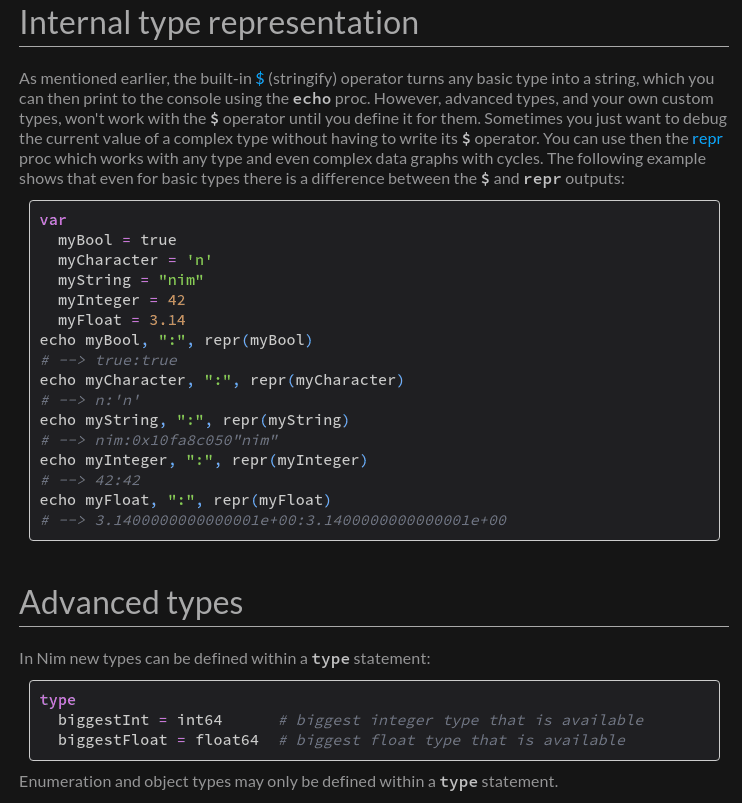 Internal type representation
As mentioned earlier, the built-in $ (stringify) operator turns any basic type into a string, which you
can then print to the console using the echo proc. However, advanced types, and your own custom
types, won't work with the $ operator until you define it for them. Sometimes you just want to debug
the current value of a complex type without having to write its $ operator. You can use then the repr
proc which works with any type and even complex data graphs with cycles. The following example
shows that even for basic types there is a difference between the $ and repr outputs:
var
  myBool = true
  myCharacter = 'n'
  myString = "nim"
  myInteger = 42
  myFloat = 3.14
echo myBool, ":", repr(myBool)
# --> true:true
echo myCharacter, ":", repr(myCharacter)
# --> n:'n'
echo myString, ":", repr(myString)
# --> nim:0x10fa8c050"nim"
echo myInteger, ":", repr(myInteger)
# --> 42:42
echo myFloat, ":", repr(myFloat)
# --> 3.1400000000000001e+00:3.1400000000000001e+00
Advanced types
In Nim new types can be defined within a type statement:
type
  biggestInt = int64      # biggest integer type that is available
  biggestFloat = float64  # biggest float type that is available
Enumeration and object types may only be defined within a type statement.